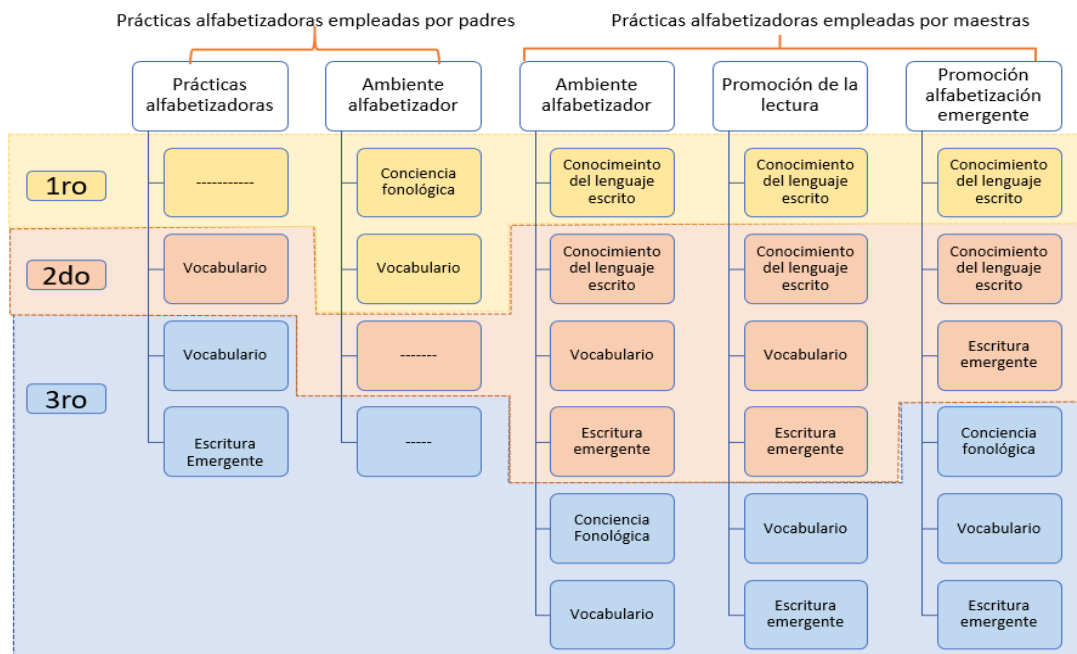 Prácticas alfabetizadoras empleadas por padres
Prácticas alfabetizadoras empleadas por maestras
Prácticas
alfabetizadoras
Ambiente
alfabetizador
Ambiente
alfabetizador
Promoción de la
lectura
Promoción
alfabetización
emergente
1ro
-----------
Conciencia
fonológica
Conocimeinto
del lenguaje
escrito
Conocimiento
del lenguaje
escrito
Conocimiento
del lenguaje
escrito
2do
Vocabulario
Vocabulario
Conocimiento
del lenguaje
escrito
Conocimiento
del lenguaje
escrito
Conocimiento
del lenguaje
escrito
3ro
Vocabulario
-------
Vocabulario
Vocabulario
Escritura
emergente
Escritura
Emergente
-----
Escritura
emergente
Escritura
emergente
Conciencia
fonológica
Conciencia
Fonológica
Vocabulario
Vocabulario
Vocabulario
Escritura
emergente
Escritura
emergente